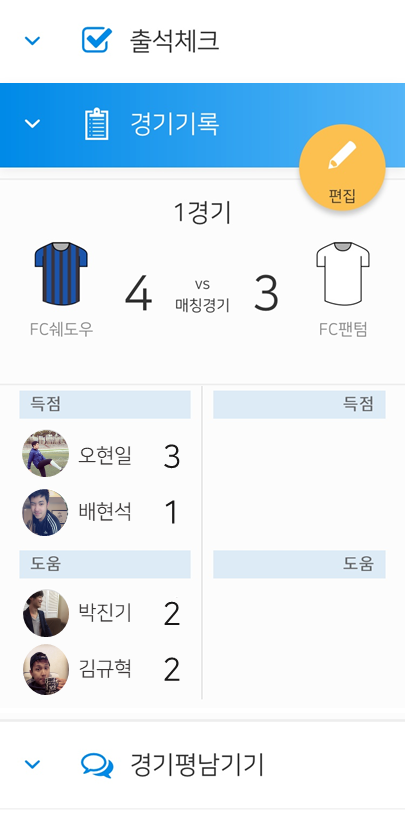 출석체크
경기기록
편집
1경기
4 vs 3
매칭경기
FC쉐도우 FC팬텀
득점 득점
오현일 3
배현석 1
도움 도움
박진기 2
김규혁 2
경기평남기기